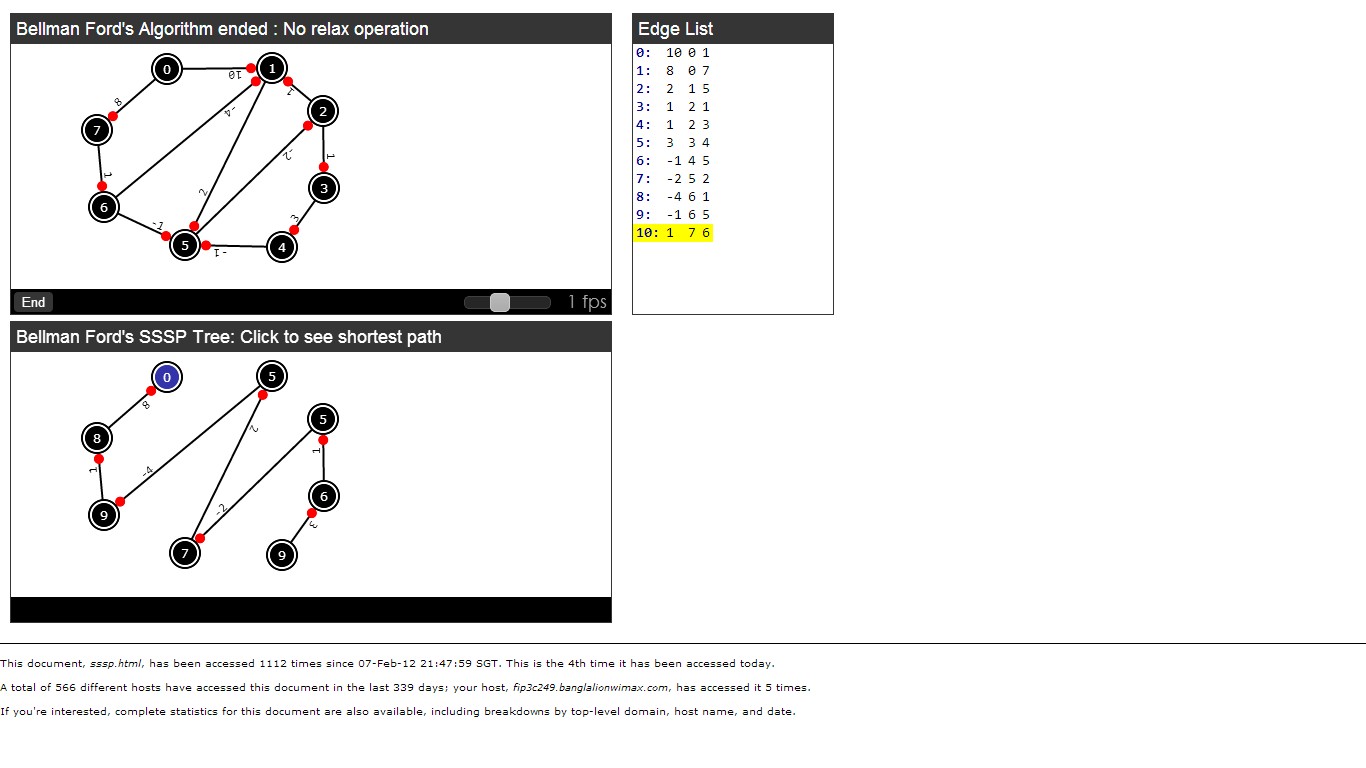 Bellman Ford's Algorithm ended : No relax operation
0
1
2
3
4
5
6
7
10
8
1
-4
2
-2
1
1
3
-1
-1
End
1 fps
Edge List
0: 10 0 1
1: 8 0 7
2: 2 1 5
3: 1 2 1
4: 1 2 3
5: 3 3 4
6: -1 4 5
7: -2 5 2
8: -4 6 1
9: -1 6 5
10: 1 7 6
Bellman Ford's SSSP Tree: Click to see shortest path
0
5
5
8
6
9
7
9
8
1
-4
2
-2
1
3
This document, sssp.html, has been accessed 1112 times since 07-Feb-12 21:47:59 SGT. This is the 4th time it has been accessed today.
A total of 566 different hosts have accessed this document in the last 339 days; your host, fip3c249.banglalionwimax.com, has accessed it 5 times.
If you're interested, complete statistics for this document are also available, including breakdowns by top-level domain, host name, and date.